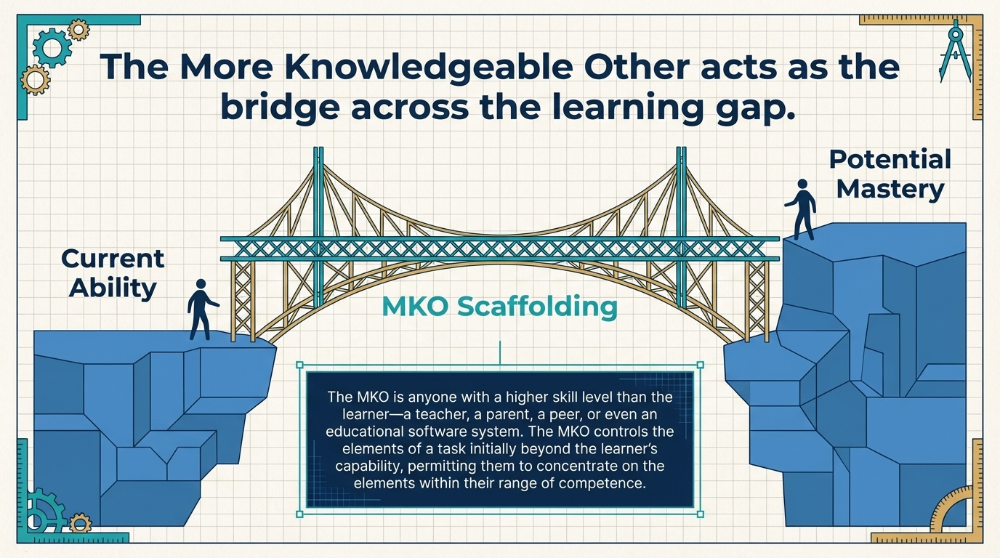 The More Knowledgeable Other acts as the
bridge across the learning gap.
Potential
Mastery
Current
Ability
MKO Scaffolding
The MKO is anyone with a higher skill level than the
learner—a teacher, a parent, a peer, or even an
educational software system. The MKO controls the
elements of a task initially beyond the learner's
capability, permitting them to concentrate on the
elements within their range of competence.